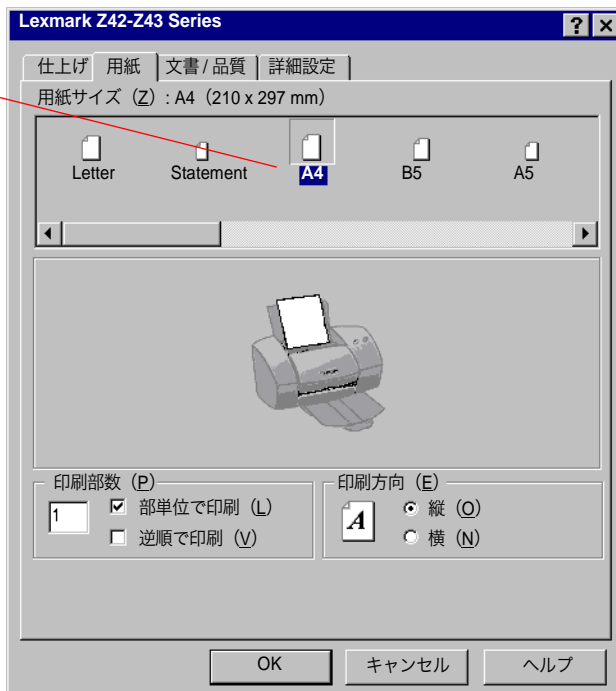 Lexmark Z42-Z43 Series
仕上げ 用紙 文書/品質 詳細設定
用紙サイズ（Z）: A4（210 x 297 mm）
Letter Statement A4 B5 A5
印刷部数（P） 印刷方向（E）
1 部単位で印刷（L） A 縦（O）
逆順で印刷（V） 横（N）
OK キャンセル ヘルプ